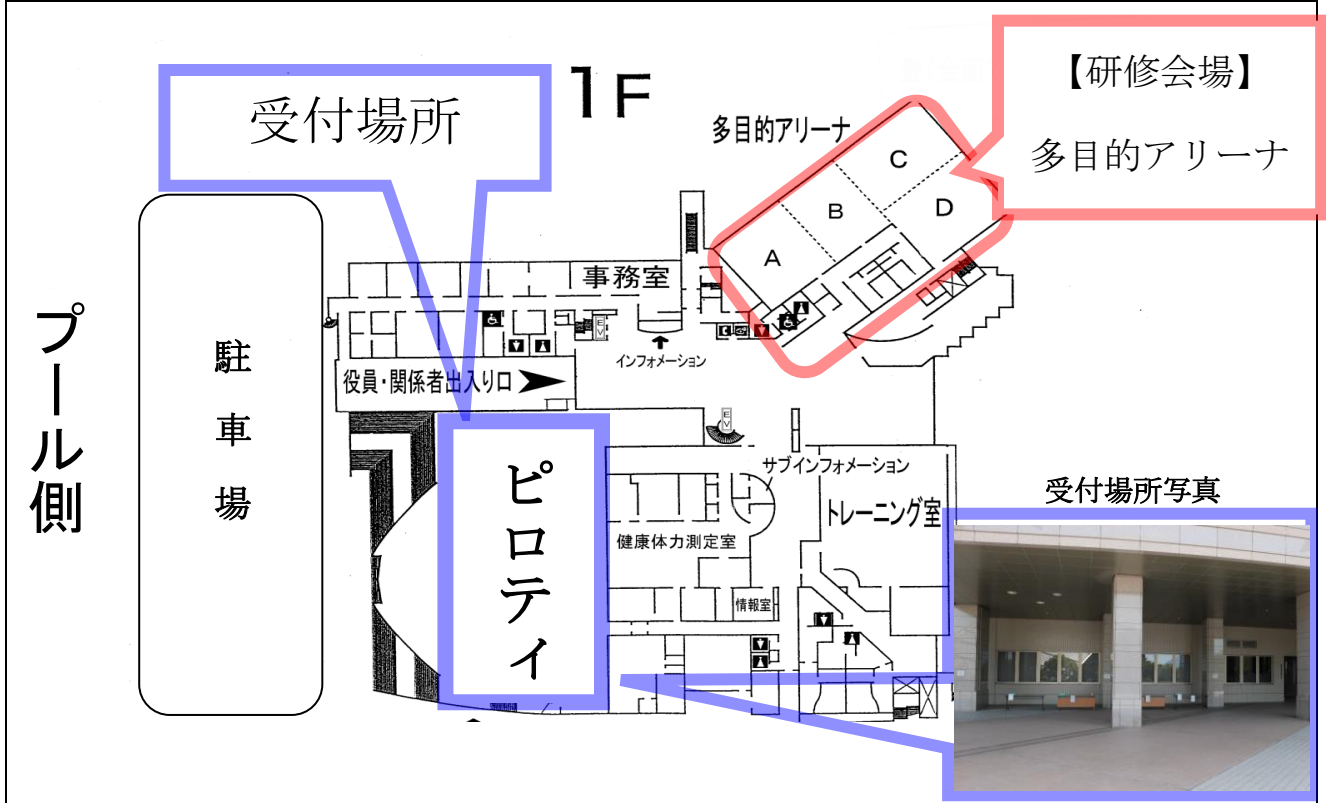 1F
受付場所
【研修会場】
多目的アリーナ
多目的アリーナ
C
B
D
A
事務室
EV
インフォメーション
役員・関係者出入り口
プール側
駐車場
EV
ピロティ
サブインフォメーション
トレーニング室
健康体力測定室
情報室
受付場所写真